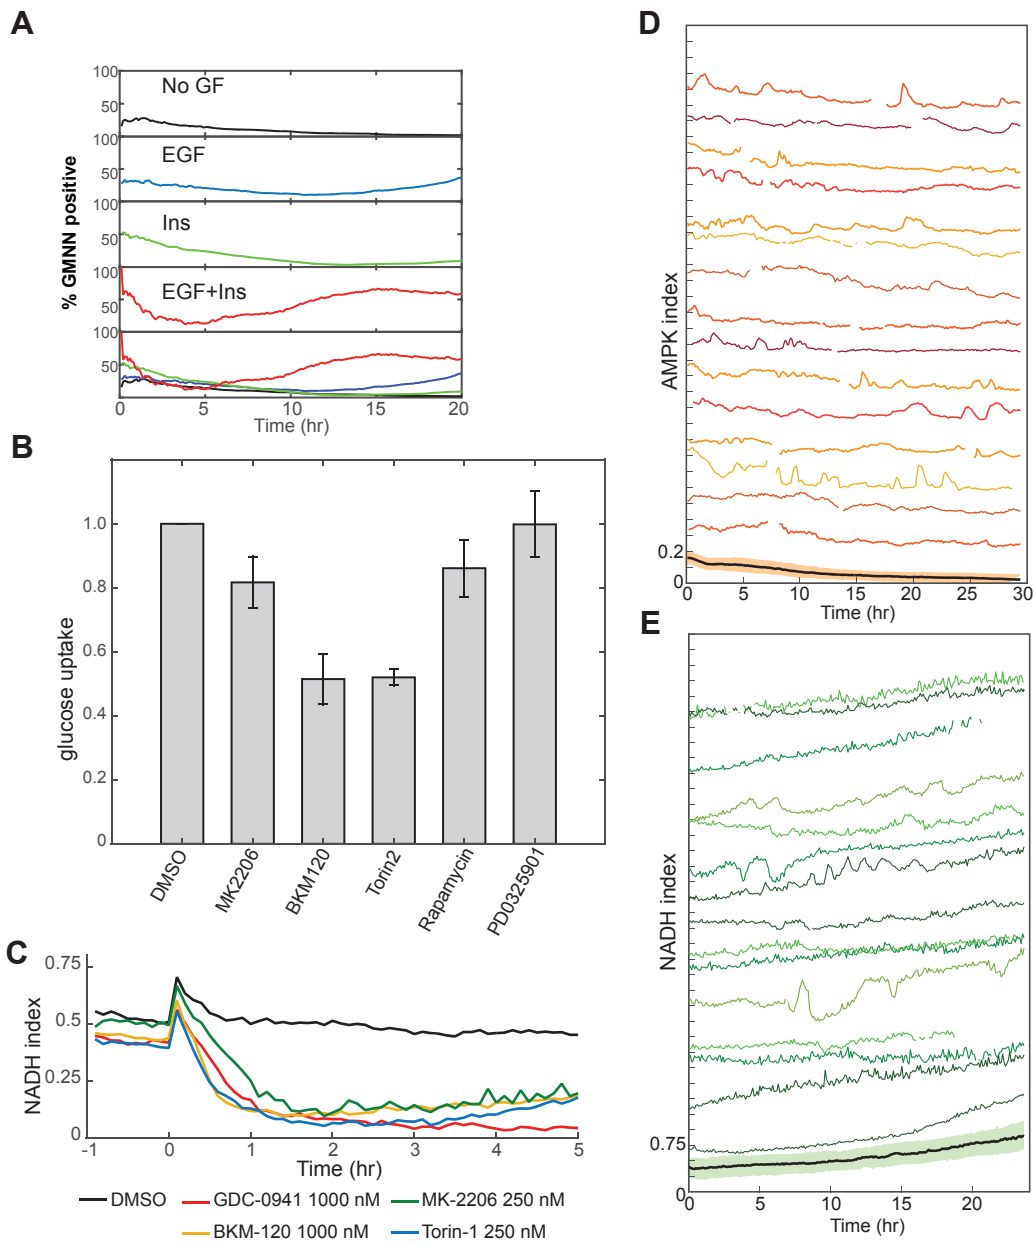 A
100
No GF
50
100
EGF
50
100
Ins
50
100
EGF+Ins
50
100
50
0
5
10
15
20
Time (hr)
% GMNN positive
B
1.0
0.8
0.6
0.4
0.2
0
glucose uptake
DMSO
MK2206
BKM120
Torin2
Rapamycin
PD0325901
C
0.75
0.5
0.25
0
NADH index
-1
0
1
2
3
4
5
Time (hr)
DMSO
GDC-0941 1000 nM
MK-2206 250 nM
BKM-120 1000 nM
Torin-1 250 nM
D
AMPK index
0.2
0
0
5
10
15
20
25
30
Time (hr)
E
NADH index
0.75
0
0
5
10
15
20
Time (hr)